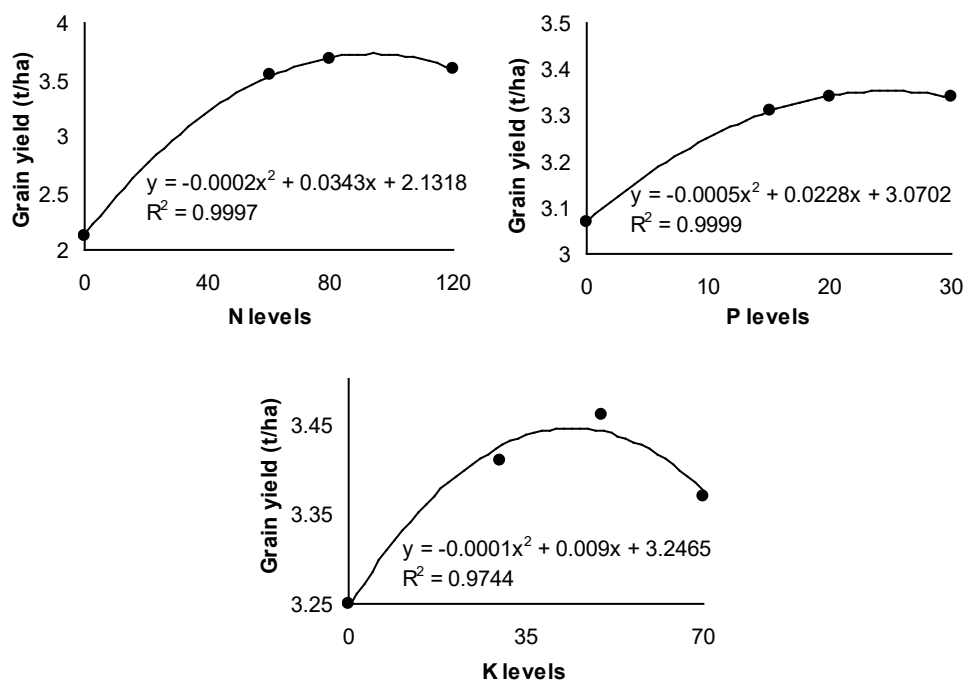 4
3.5
3
2.5
2
Grain yield (t/ha)
y = -0.0002x² + 0.0343x + 2.1318
R² = 0.9997
0 40 80 120
N levels
3.5
3.4
3.3
3.2
3.1
3
Grain yield (t/ha)
y = -0.0005x² + 0.0228x + 3.0702
R² = 0.9999
0 10 20 30
P levels
3.45
3.35
3.25
Grain yield (t/ha)
y = -0.0001x² + 0.009x + 3.2465
R² = 0.9744
0 35 70
K levels